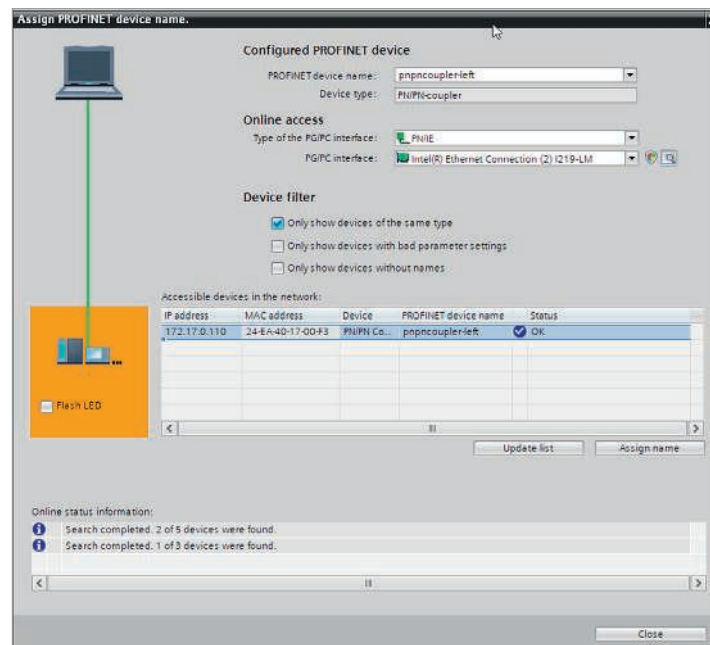 Assign PROFINET device name.
Configured PROFINET device
PROFINET device name: pnpncoupler-left
Device type: PN/PN-coupler
Online access
Type of the PG/PC interface: PN/IE
PG/PC interface: Intel(R) Ethernet Connection (2) I219-LM
Device filter
Only show devices of the same type
Only show devices with bad parameter settings
Only show devices without names
Accessible devices in the network:
IP address MAC address Device PROFINET device name Status
172.17.0.110 24-EA-40-17-00-F3 PN/PN Co... pnpncoupler-left OK
Flash LED
Update list Assign name
Online status information:
Search completed. 2 of 5 devices were found.
Search completed. 1 of 3 devices were found.
Close